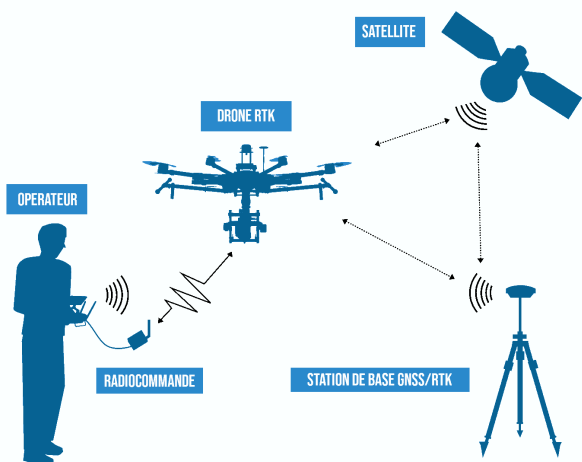 SATELLITE
DRONE RTK
OPERATEUR
RADIOCOMMANDE
STATION DE BASE GNSS/RTK